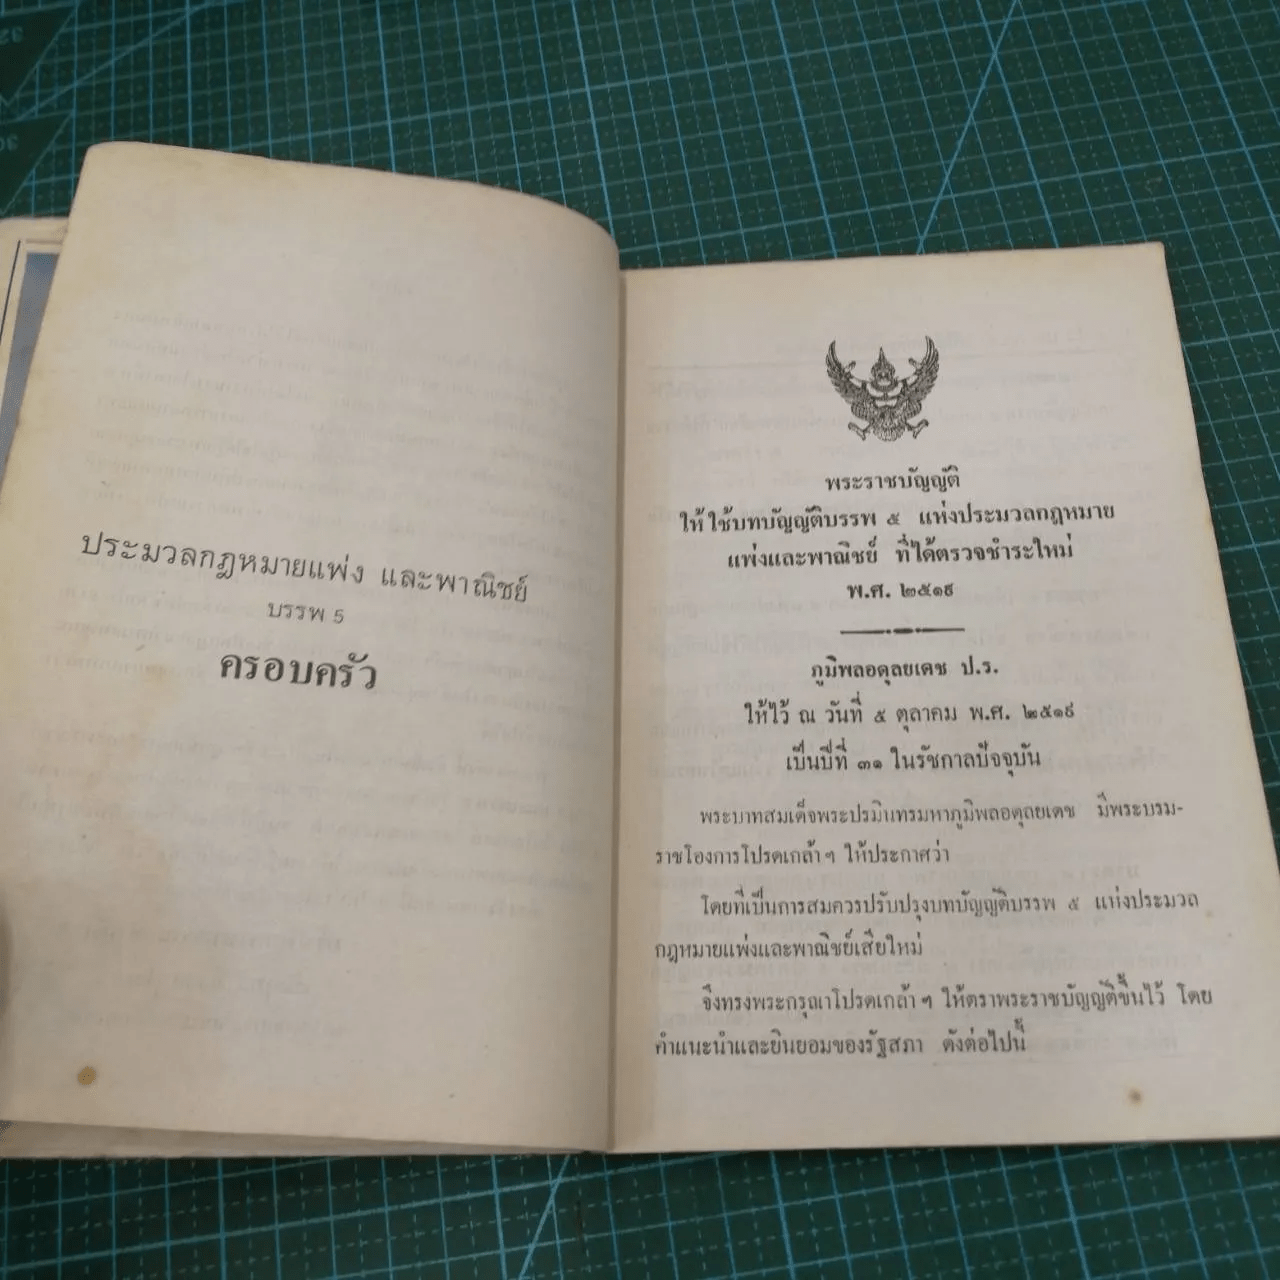 ประมวลกฎหมายแพ่ง และพาณิชย์
บรรพ 5
ครอบครัว
พระราชบัญญัติ
ให้ใช้บทบัญญัติบรรพ ๕ แห่งประมวลกฎหมาย
แพ่งและพาณิชย์ ที่ได้ตรวจชำระใหม่
พ.ศ. ๒๕๑๙
ภูมิพลอดุลยเดช ป.ร.
ให้ไว้ ณ วันที่ ๕ ตุลาคม พ.ศ. ๒๕๑๙
เป็นปีที่ ๓๑ ในรัชกาลปัจจุบัน
พระบาทสมเด็จพระปรมินทรมหาภูมิพลอดุลยเดช มีพระบรม-
ราชโองการโปรดเกล้า ฯ ให้ประกาศว่า
โดยที่เป็นการสมควรปรับปรุงบทบัญญัติบรรพ ๕ แห่งประมวล
กฎหมายแพ่งและพาณิชย์เสียใหม่
จึงทรงพระกรุณาโปรดเกล้า ฯ ให้ตราพระราชบัญญัติขึ้นไว้ โดย
คำแนะนำและยินยอมของรัฐสภา ดังต่อไปนี้